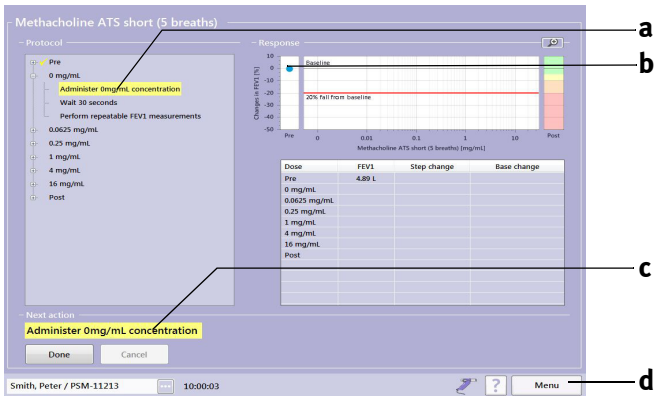 Methacholine ATS short (5 breaths)
Protocol
Pre
0 mg/mL
Administer 0mg/mL concentration
Wait 30 seconds
Perform repeatable FEV1 measurements
0.0625 mg/mL
0.25 mg/mL
1 mg/mL
4 mg/mL
16 mg/mL
Post
Response
Changes in FEV1 [%]
10
0
-10
-20
-30
-40
-50
Baseline
20% fall from baseline
Pre 0 0.01 0.1 1 10 Post
Methacholine ATS short (5 breaths) [mg/mL]
Dose FEV1 Step change Base change
Pre 4.89 L
0 mg/mL
0.0625 mg/mL
0.25 mg/mL
1 mg/mL
4 mg/mL
16 mg/mL
Post
Next action
Administer 0mg/mL concentration
Done Cancel
Smith, Peter / PSM-11213 ... 10:00:03 ? Menu
a
b
c
d